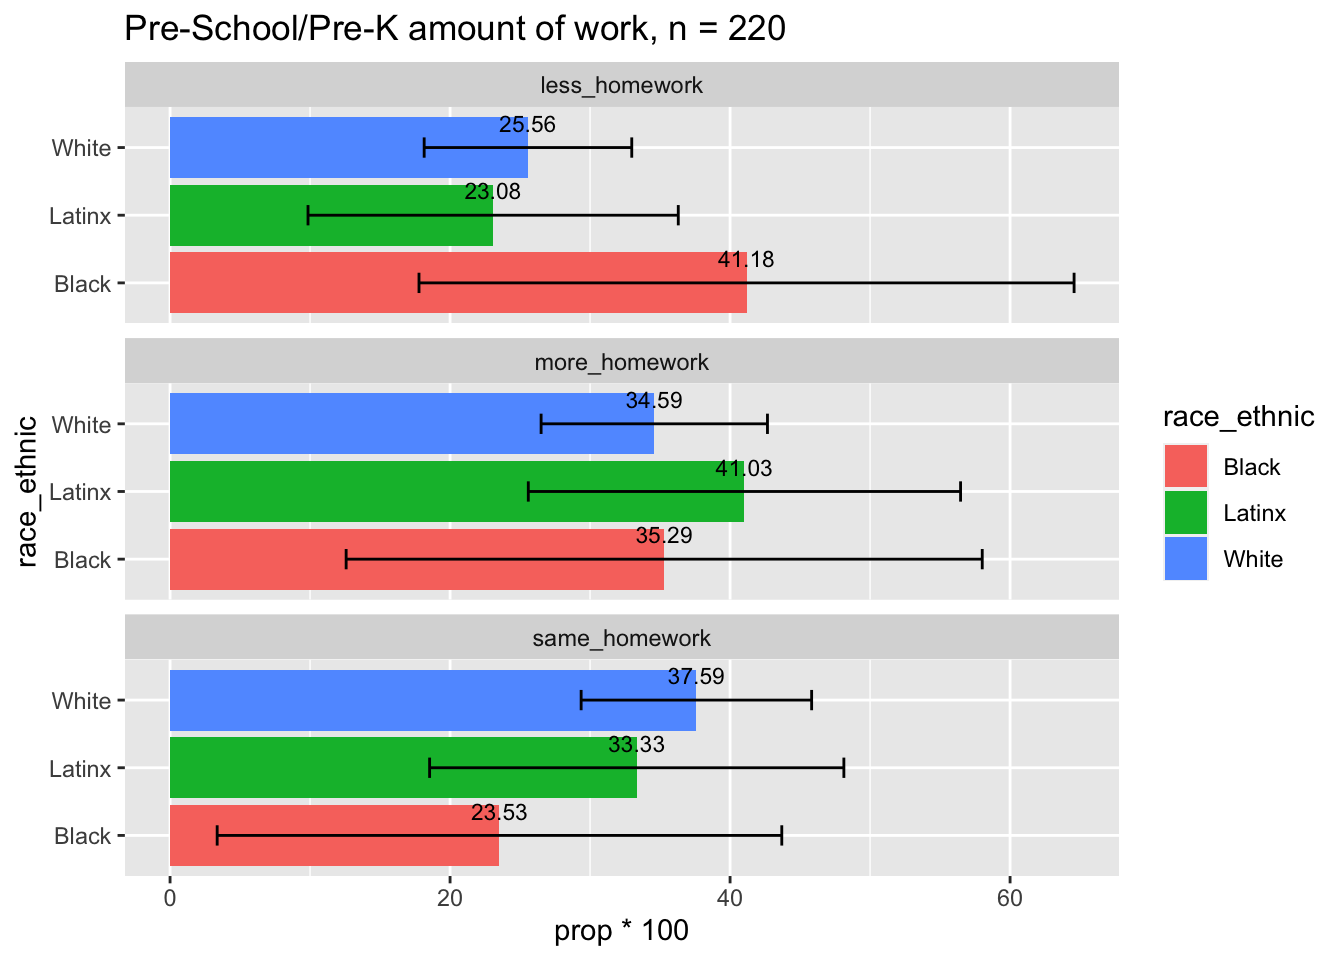 Pre-School/Pre-K amount of work, n = 220
less_homework
White
25.56
Latinx
23.08
Black
41.18
more_homework
White
34.59
Latinx
41.03
Black
35.29
same_homework
White
37.59
Latinx
33.33
Black
23.53
0 20 40 60
prop * 100
race_ethnic
race_ethnic
Black
Latinx
White